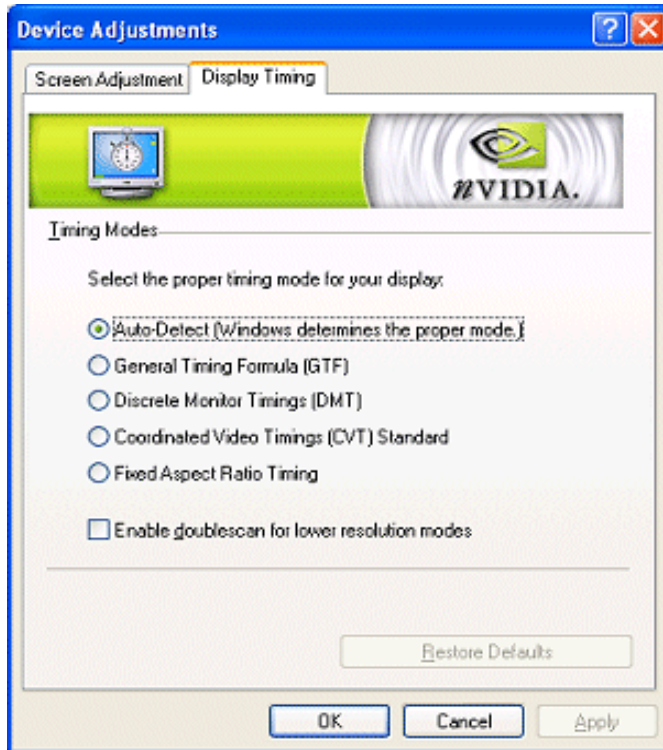 Device Adjustments
Screen Adjustment
Display Timing
nVIDIA.
Timing Modes
Select the proper timing mode for your display:
Auto-Detect (Windows determines the proper mode.)
General Timing Formula (GTF)
Discrete Monitor Timings (DMT)
Coordinated Video Timings (CVT) Standard
Fixed Aspect Ratio Timing
Enable doublescan for lower resolution modes
Restore Defaults
OK
Cancel
Apply